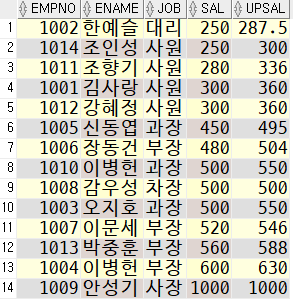 EMPNO ENAME JOB SAL UPSAL
1 1002 한예슬 대리 250 287.5
2 1014 조인성 사원 250 300
3 1011 조향기 사원 280 336
4 1001 김사랑 사원 300 360
5 1012 강혜정 사원 300 360
6 1005 신동엽 과장 450 495
7 1006 장동건 부장 480 504
8 1010 이병헌 과장 500 550
9 1008 감우성 차장 500 500
10 1003 오지호 과장 500 550
11 1007 이문세 부장 520 546
12 1013 박중훈 부장 560 588
13 1004 이병헌 부장 600 630
14 1009 안성기 사장 1000 1000